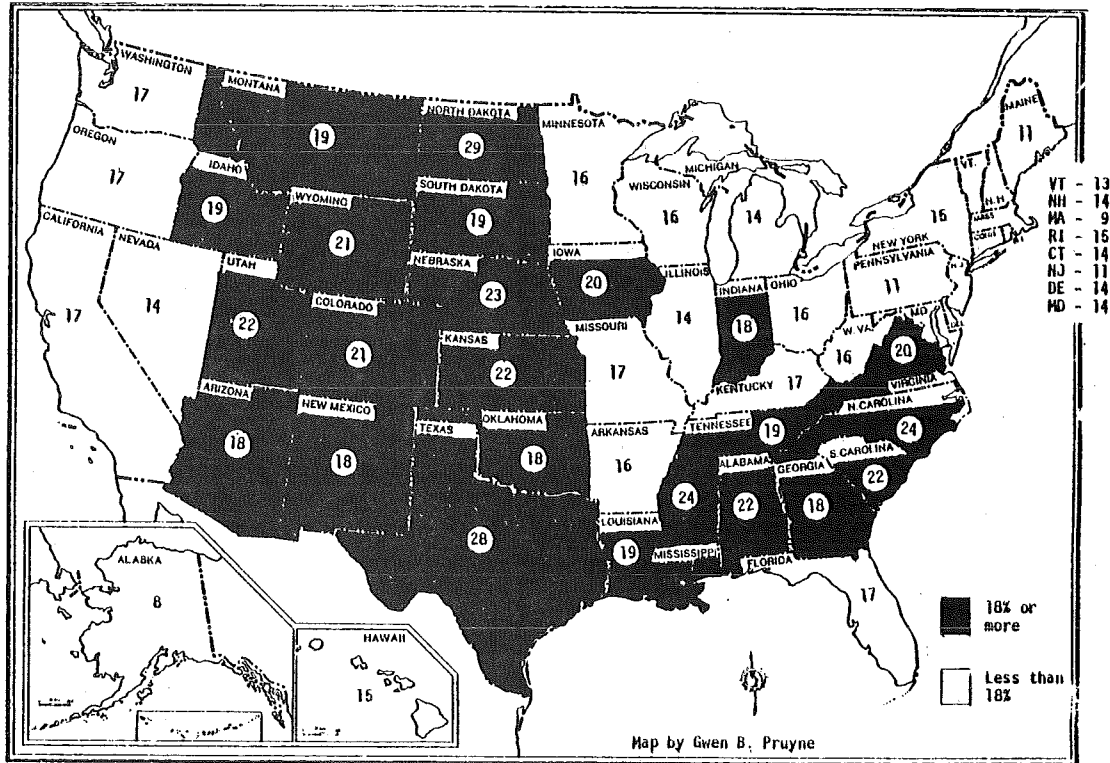 WASHINGTON
17
MONTANA
19
NORTH DAKOTA
29
MINNESOTA
16
MAINE
11
OREGON
17
IDAHO
19
WYOMING
21
SOUTH DAKOTA
19
WISCONSIN
16
MICHIGAN
14
VT.
N.H
NEW YORK
16
VT - 13
NH - 14
MA - 9
RI - 15
CT - 14
NJ - 11
DE - 14
MD - 14
CALIFORNIA
17
NEVADA
14
UTAH
22
COLORADO
21
NEBRASKA
23
IOWA
20
ILLINOIS
14
INDIANA
18
OHIO
16
PENNSYLVANIA
11
N.J.
MD.
W. VA.
16
KANSAS
22
MISSOURI
17
KENTUCKY
17
VIRGINIA
20
ARIZONA
18
NEW MEXICO
18
TEXAS
28
OKLAHOMA
18
ARKANSAS
16
TENNESSEE
19
N. CAROLINA
24
S. CAROLINA
22
ALABAMA
22
GEORGIA
18
24
LOUISIANA
19
MISSISSIPPI
FLORIDA
17
ALASKA
8
HAWAII
15
18% or
more
Less than
18%
Map by Gwen B. Pruyne